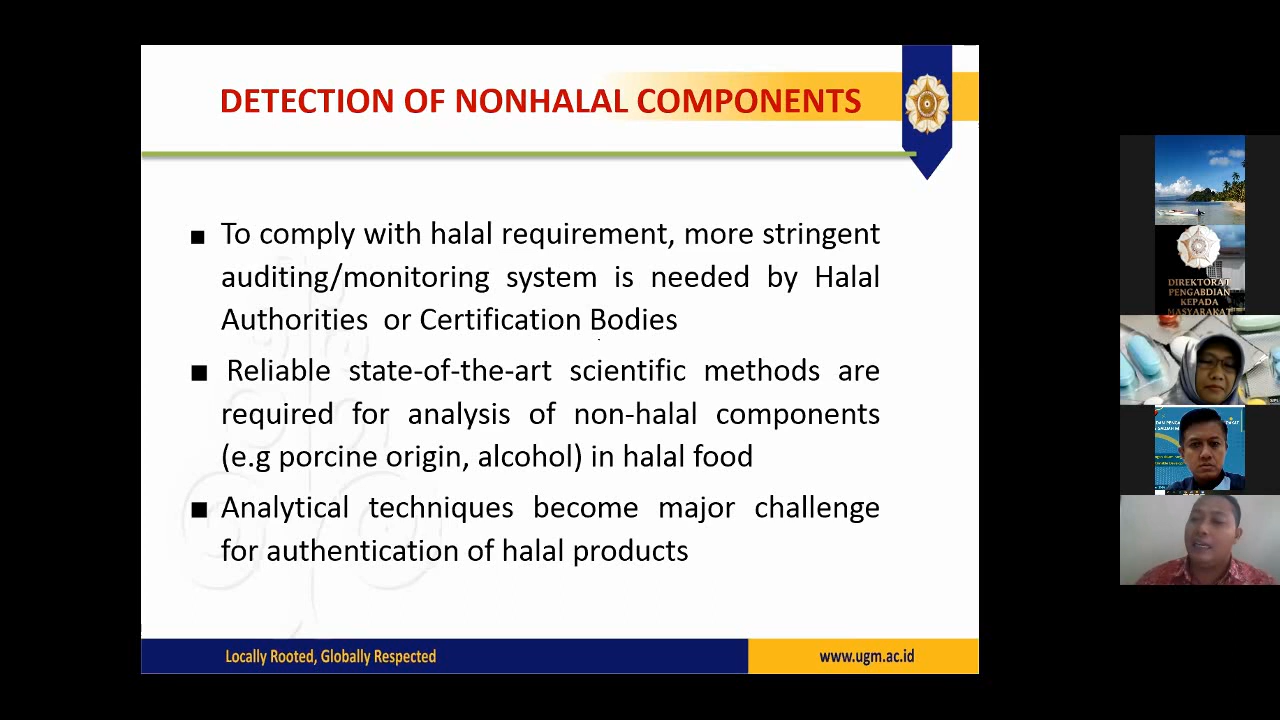 DETECTION OF NONHALAL COMPONENTS
■ To comply with halal requirement, more stringent
auditing/monitoring system is needed by Halal
Authorities or Certification Bodies
■ Reliable state-of-the-art scientific methods are
required for analysis of non-halal components
(e.g porcine origin, alcohol) in halal food
■ Analytical techniques become major challenge
for authentication of halal products
Locally Rooted, Globally Respected
www.ugm.ac.id
DIREKTORAT
PENGABDIAN
KEPADA
MASYARAKAT